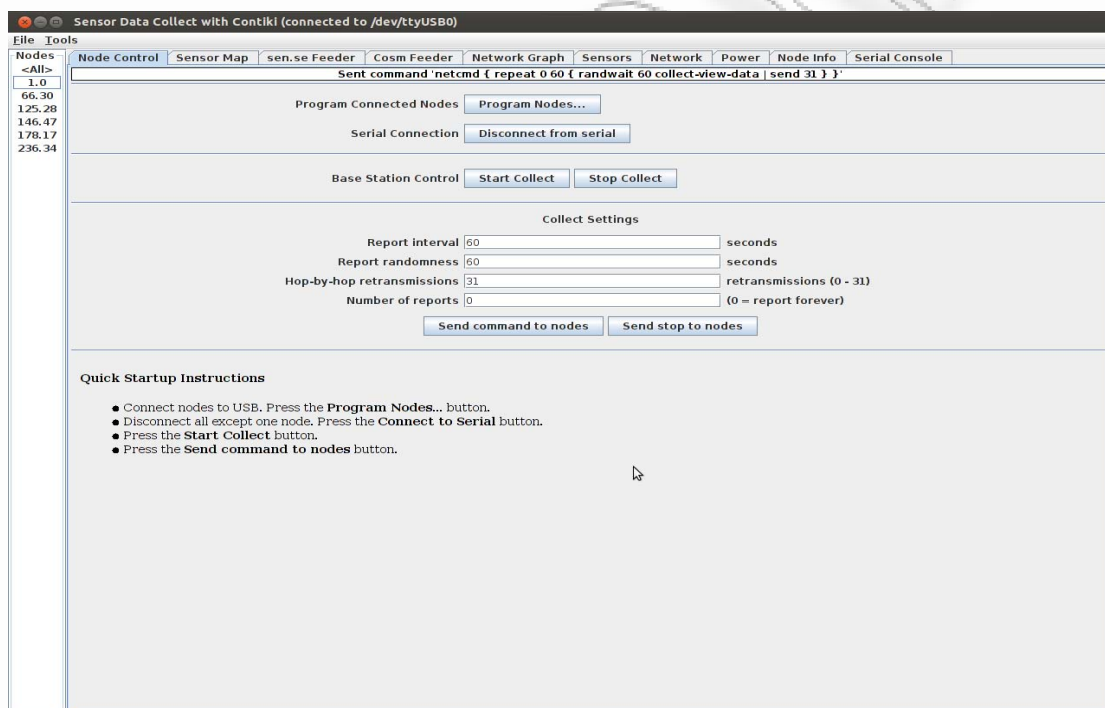 Sensor Data Collect with Contiki (connected to /dev/ttyUSB0)
File Tools
Nodes
<All>
1.0
66.30
125.28
146.47
178.17
236.34
Node Control Sensor Map sen.se Feeder Cosm Feeder Network Graph Sensors Network Power Node Info Serial Console
Sent command 'netcmd { repeat 0 60 { randwait 60 collect-view-data | send 31 } }'
Program Connected Nodes Program Nodes...
Serial Connection Disconnect from serial
Base Station Control Start Collect Stop Collect
Collect Settings
Report interval 60 seconds
Report randomness 60 seconds
Hop-by-hop retransmissions 31 retransmissions (0 - 31)
Number of reports 0 (0 = report forever)
Send command to nodes Send stop to nodes
Quick Startup Instructions
● Connect nodes to USB. Press the Program Nodes... button.
● Disconnect all except one node. Press the Connect to Serial button.
● Press the Start Collect button.
● Press the Send command to nodes button.